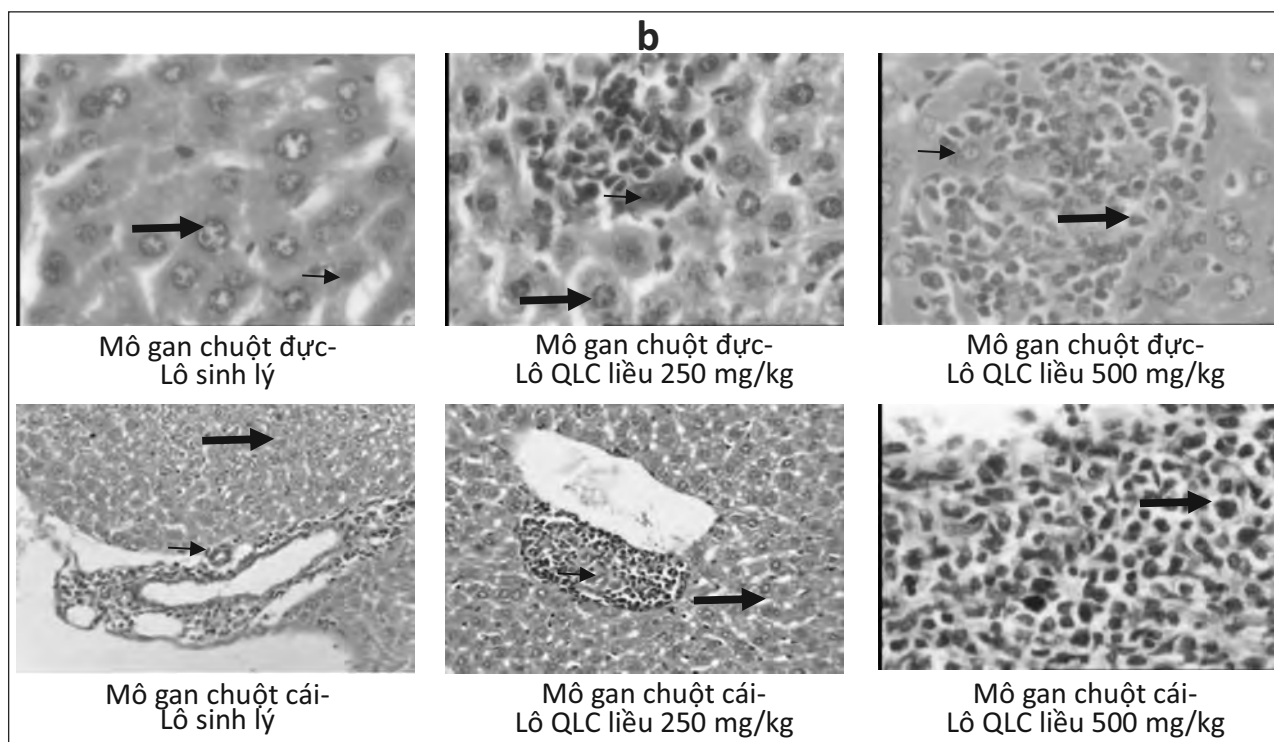 b
Mô gan chuột đực-
Lô sinh lý
Mô gan chuột đực-
Lô QLC liều 250 mg/kg
Mô gan chuột đực-
Lô QLC liều 500 mg/kg
Mô gan chuột cái-
Lô sinh lý
Mô gan chuột cái-
Lô QLC liều 250 mg/kg
Mô gan chuột cái-
Lô QLC liều 500 mg/kg